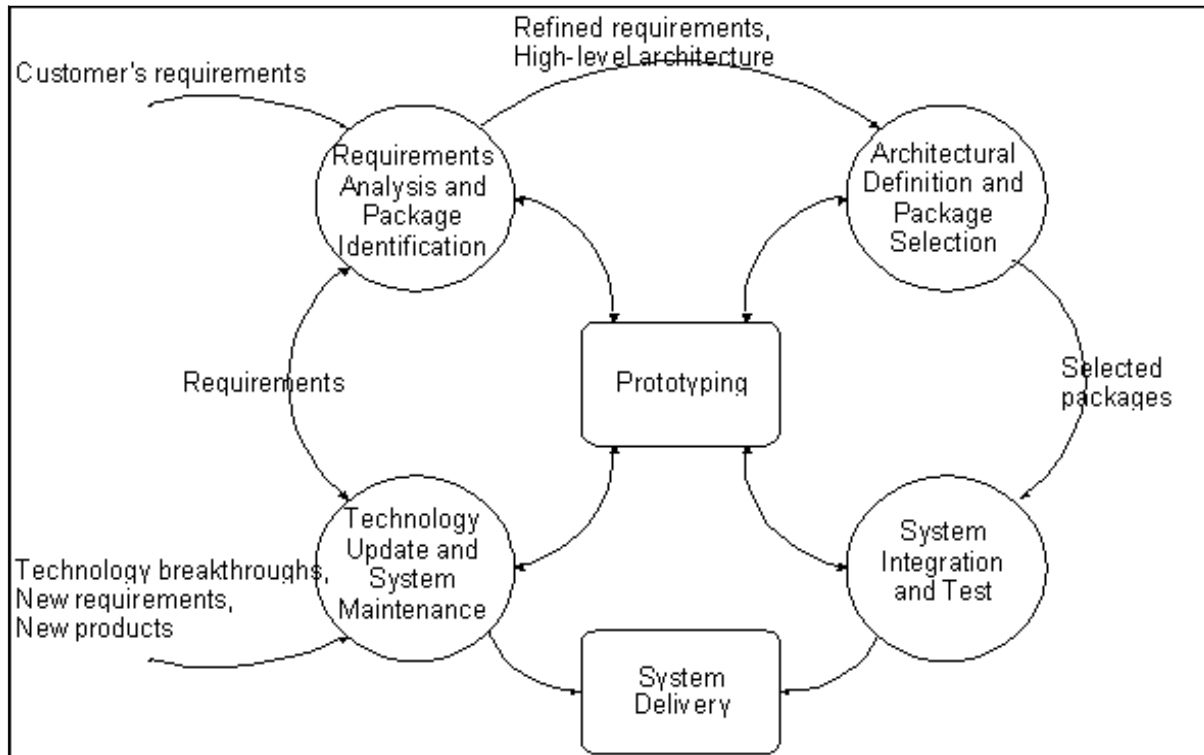 Refined requirements,
High-level architecture
Customer's requirements
Requirements
Analysis and
Package
Identification
Architectural
Definition and
Package
Selection
Requirements
Prototyping
Selected
packages
Technology
Update and
System
Maintenance
System
Integration
and Test
Technology breakthroughs,
New requirements,
New products
System
Delivery